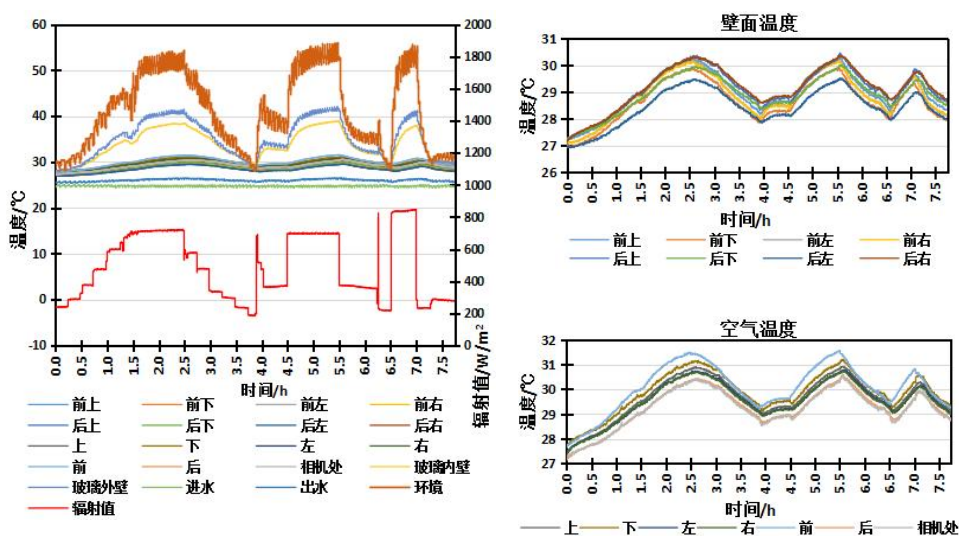 60
50
40
30
20
10
0
-10
温度/℃
2000
1800
1600
1400
1200
1000
800
600
400
200
0
辐射值/w/m²
0.0 0.5 1.0 1.5 2.0 2.5 3.0 3.5 4.0 4.5 5.0 5.5 6.0 6.5 7.0 7.5
时间/h
前上 前下 前左 前右
后上 后下 后左 后右
上 下 左 右
前 后 相机处 玻璃内壁
玻璃外壁 进水 出水 环境
辐射值
壁面温度
31
30
29
28
27
26
温度/℃
0.0 0.5 1.0 1.5 2.0 2.5 3.0 3.5 4.0 4.5 5.0 5.5 6.0 6.5 7.0 7.5
时间/h
前上 前下 前左 前右
后上 后下 后左 后右
空气温度
32
31
30
29
28
27
温度/℃
0.0 0.5 1.0 1.5 2.0 2.5 3.0 3.5 4.0 4.5 5.0 5.5 6.0 6.5 7.0 7.5
时间/h
上 下 左 右 前 后 相机处